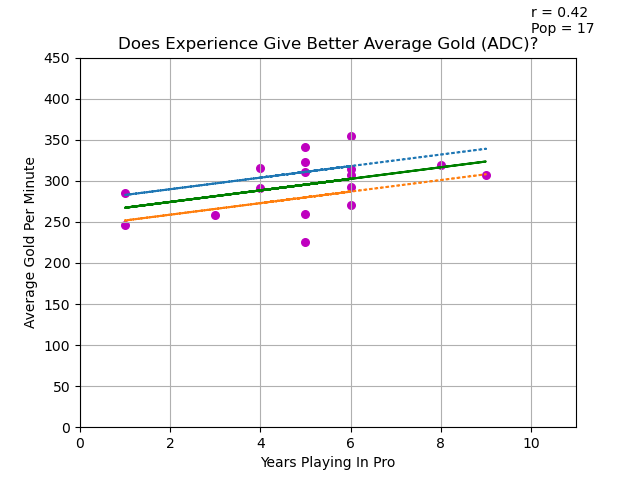 r = 0.42
Pop = 17
Does Experience Give Better Average Gold (ADC)?
450
400
350
300
250
200
150
100
50
0
Average Gold Per Minute
0 2 4 6 8 10
Years Playing In Pro